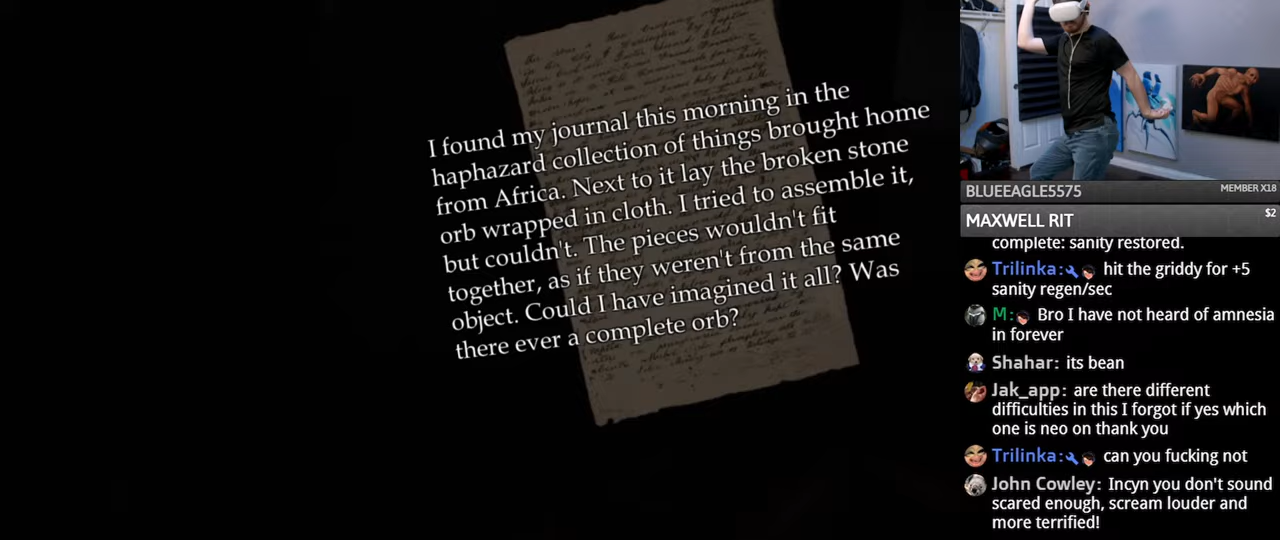 I found my journal this morning in the
haphazard collection of things brought home
from Africa. Next to it lay the broken stone
orb wrapped in cloth. I tried to assemble it,
but couldn't. The pieces wouldn't fit
together, as if they weren't from the same
object. Could I have imagined it all? Was
there ever a complete orb?
BLUEEAGLE5575 MEMBER X18
MAXWELL RIT $2
complete: sanity restored.
Trilinka: hit the griddy for +5
sanity regen/sec
M: Bro I have not heard of amnesia
in forever
Shahar: its bean
Jak_app: are there different
difficulties in this I forgot if yes which
one is neo on thank you
Trilinka: can you fucking not
John Cowley: Incyn you don't sound
scared enough, scream louder and
more terrified!